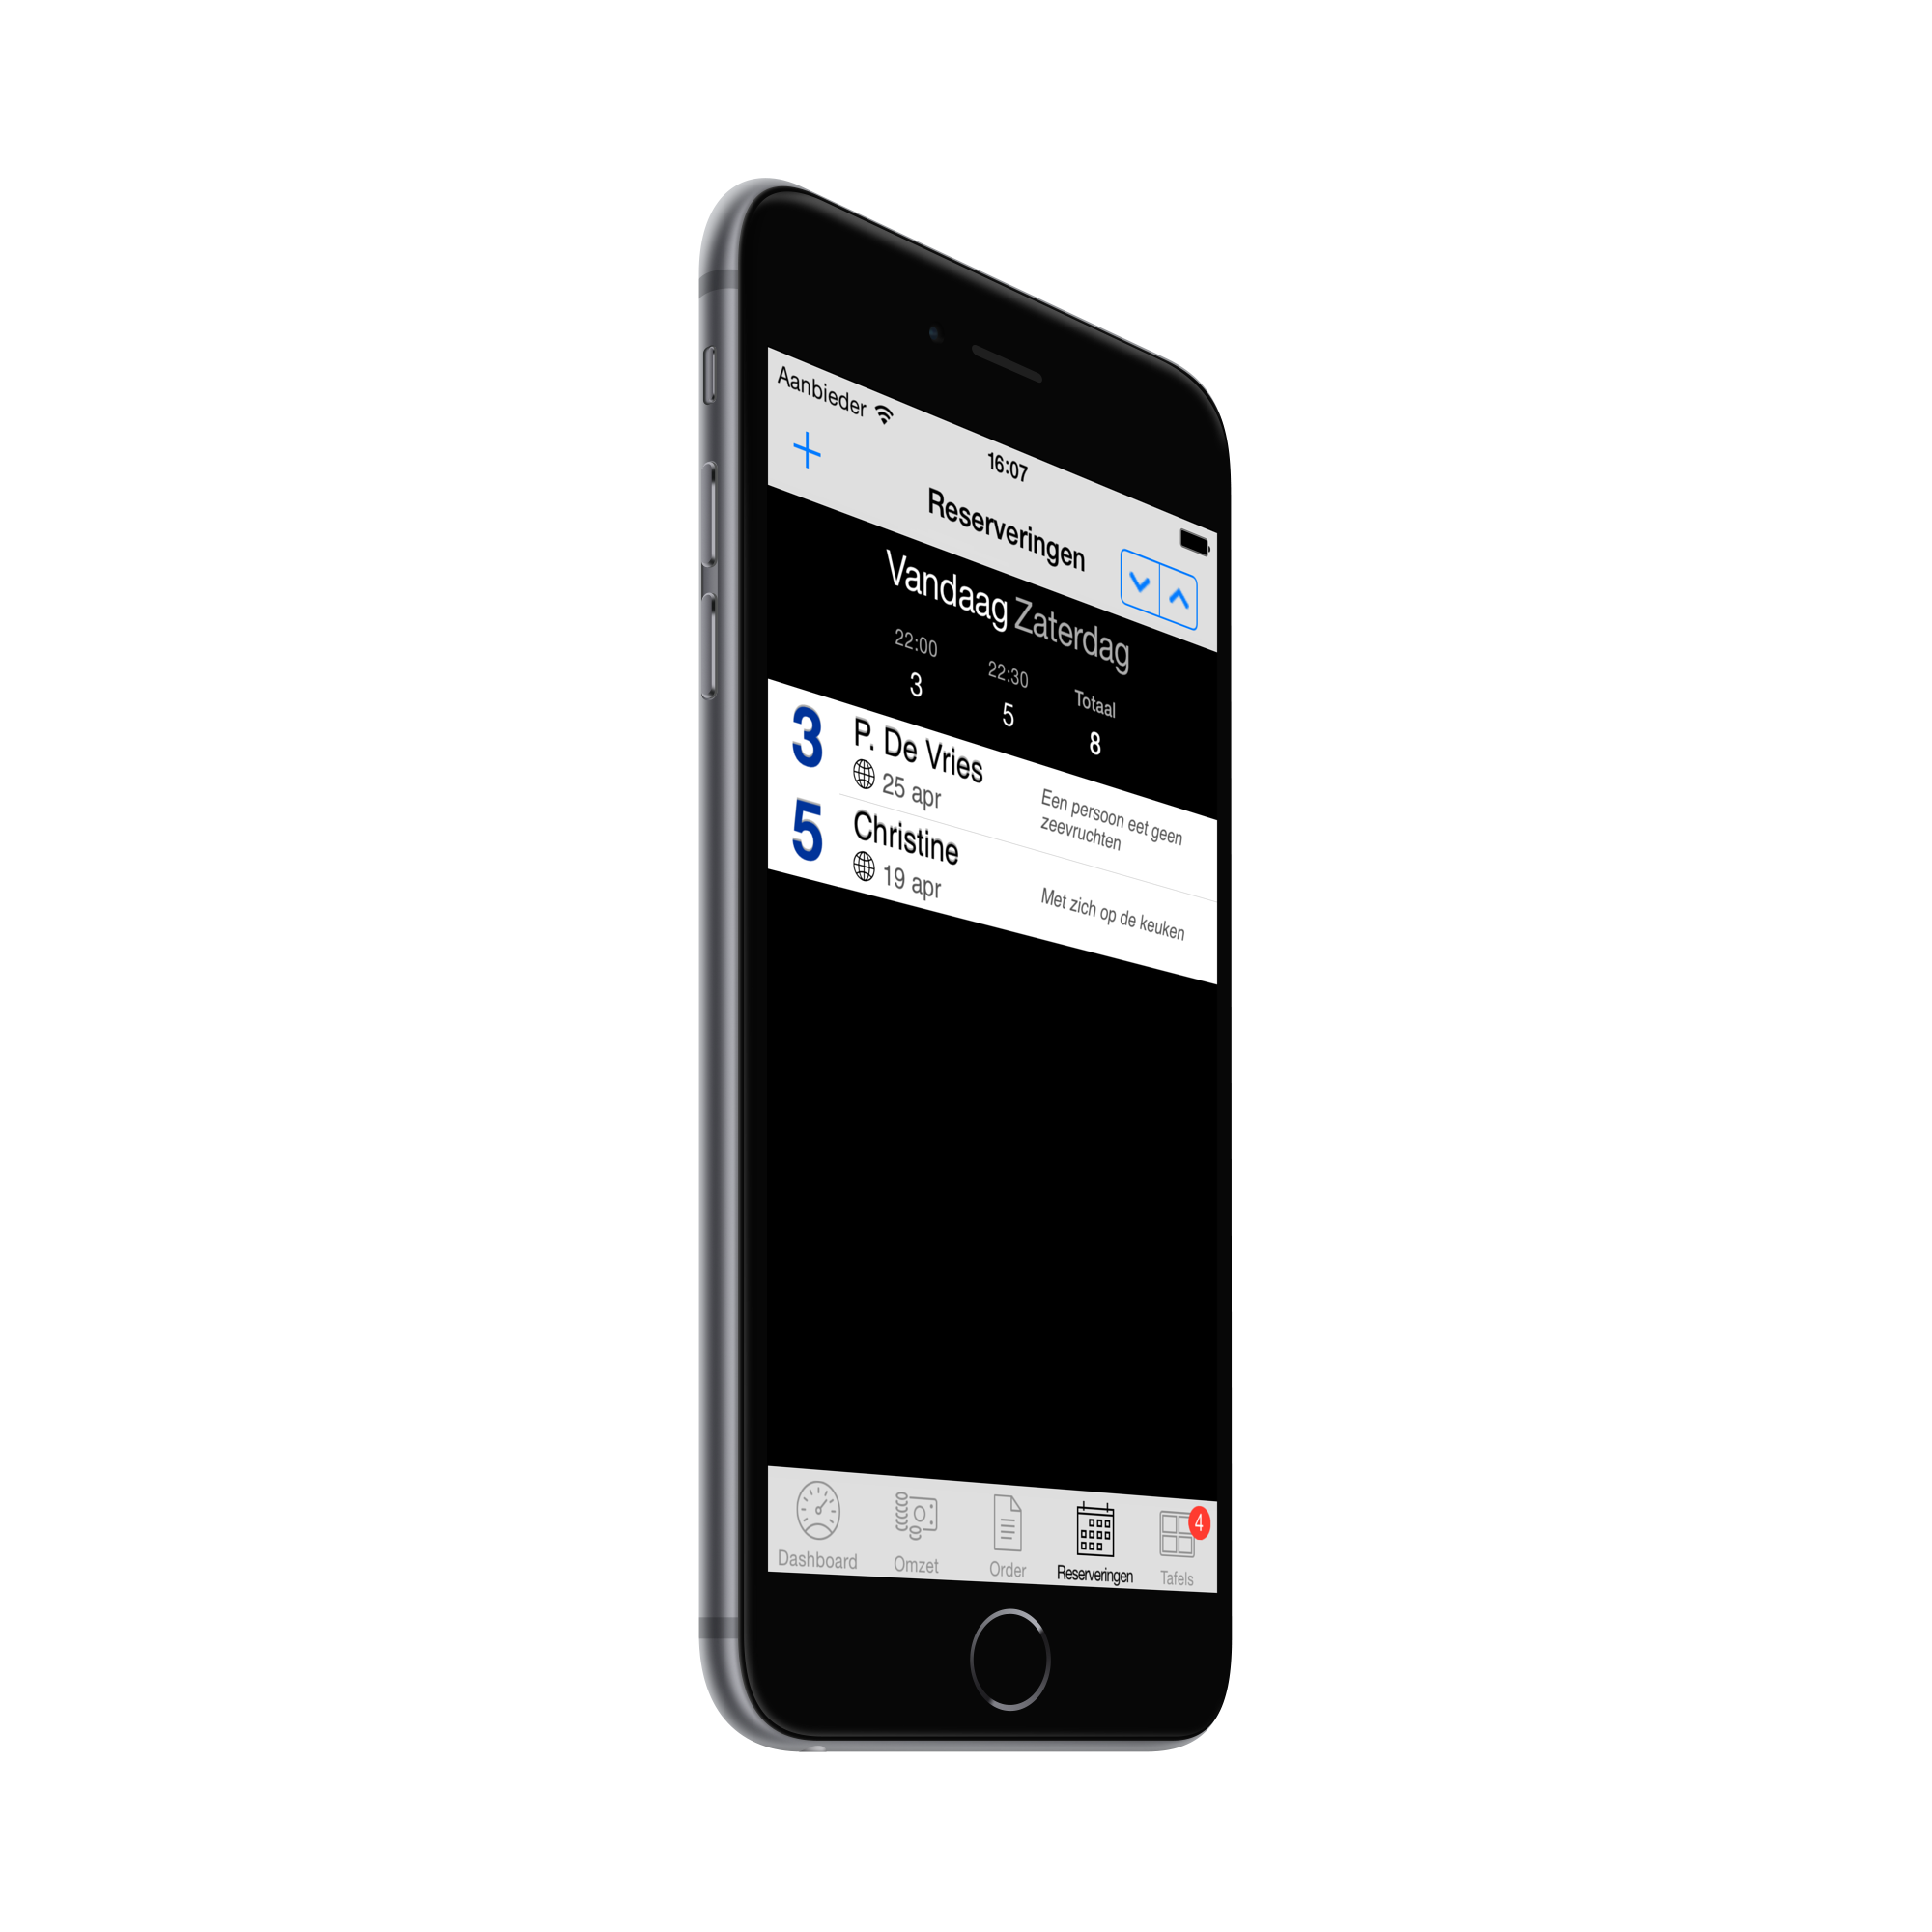 Aanbieder
16:07
Reserveringen
Vandaag Zaterdag
22:00 22:30 Totaal
3 5 8
3 P. De Vries
25 apr
Een persoon eet geen
zeevruchten
5 Christine
19 apr
Met zich op de keuken
4
Dashboard Omzet Order Reserveringen Tafels